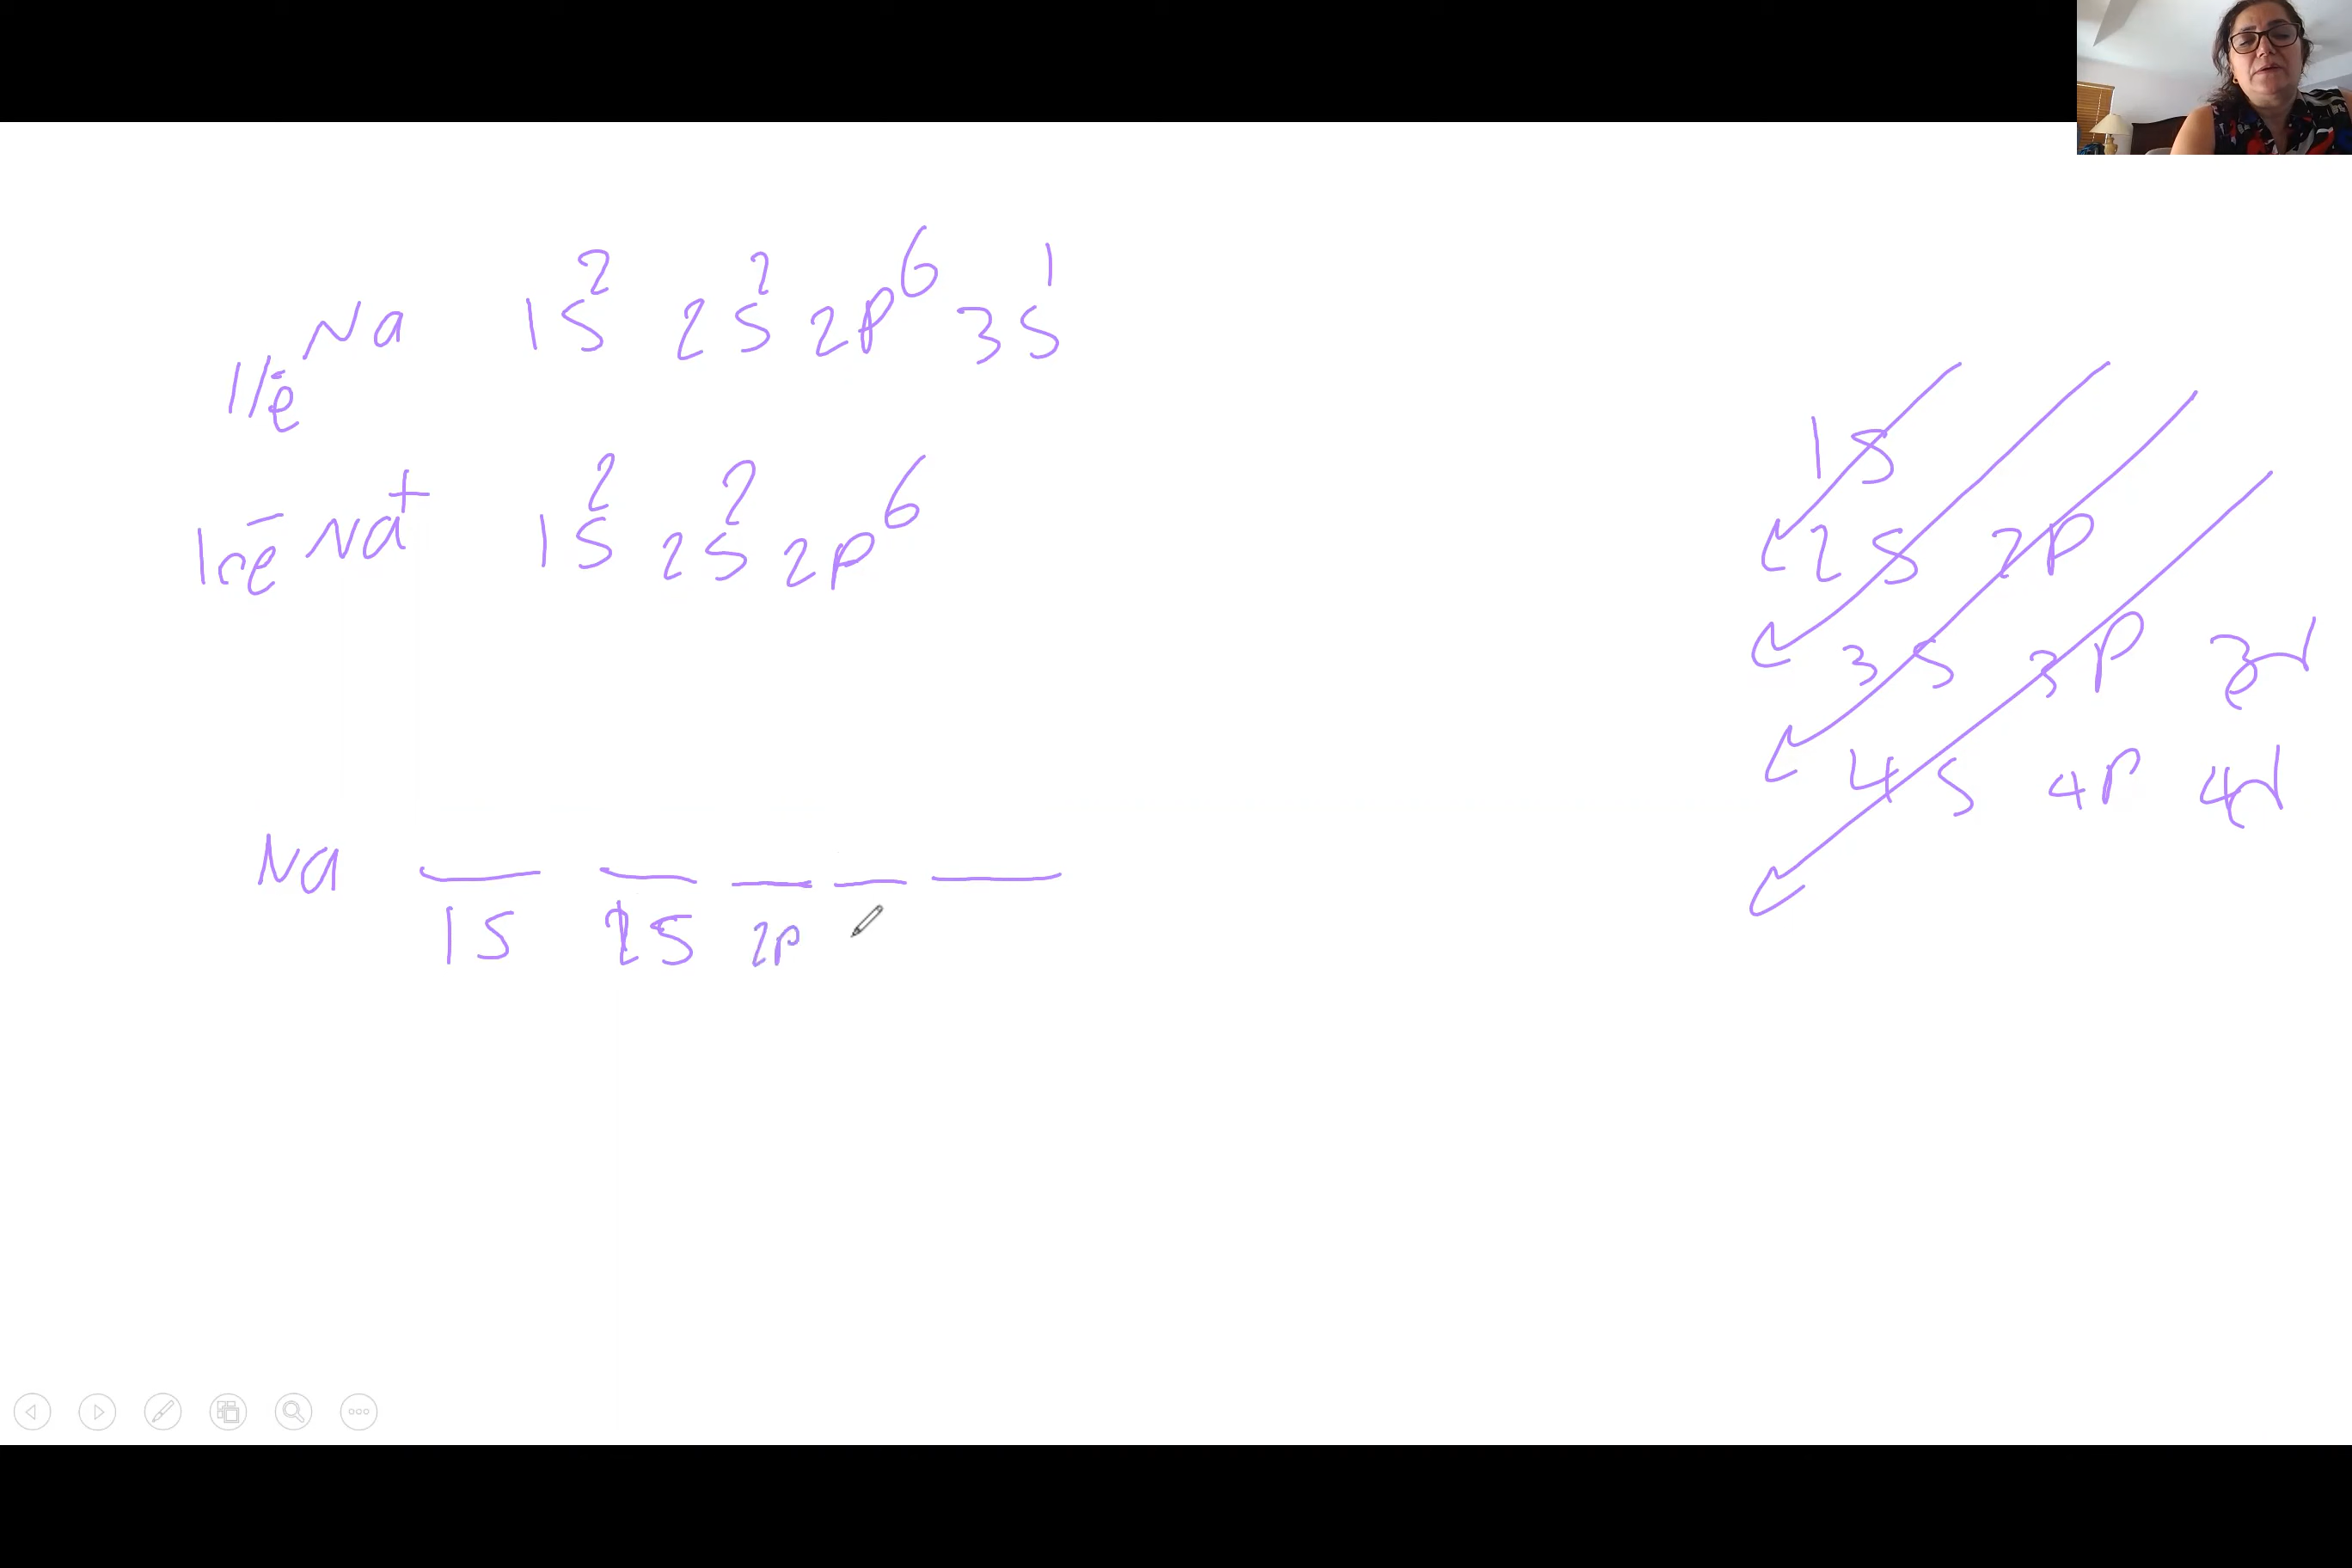 Na 1s² 2s² 2p⁶ 3s¹
11e⁻
10e⁻ Na⁺ 1s² 2s² 2p⁶
1s
2s 2p
3s 3p 3d
4s 4p 4d
Na
1s 2s 2p